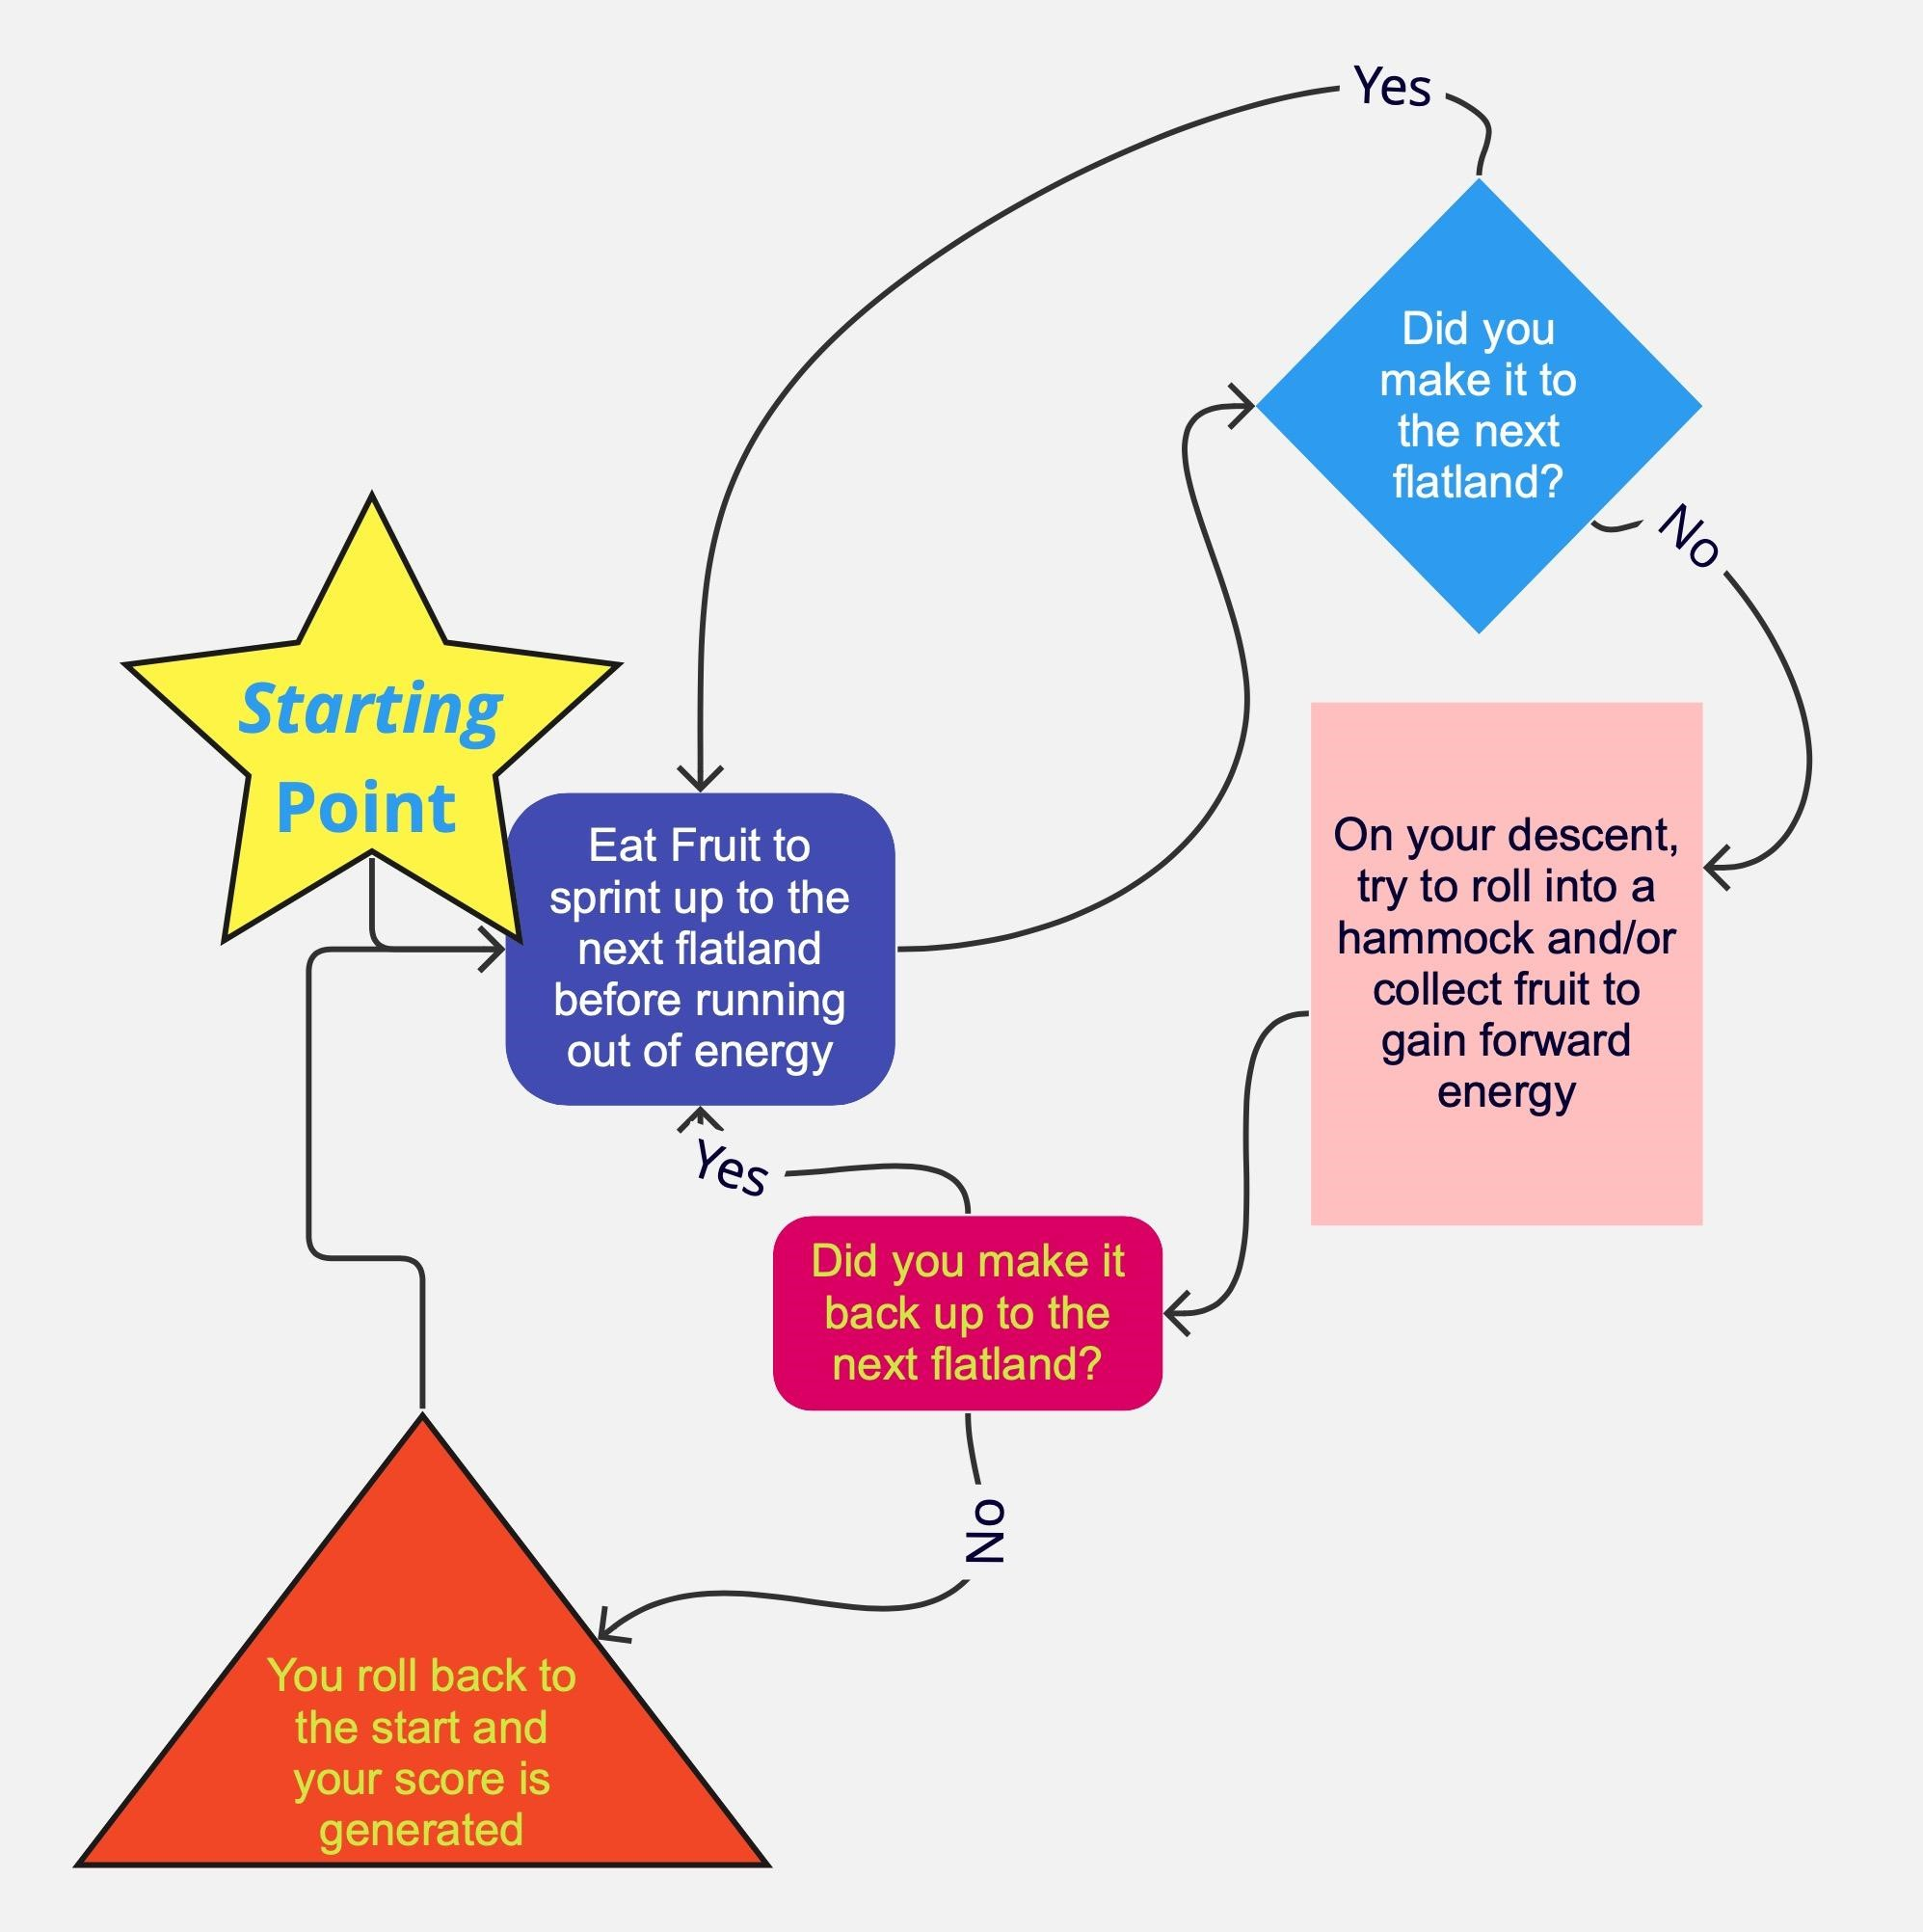 Yes
Did you
make it to
the next
flatland?
No
Starting
Point
Eat Fruit to
sprint up to the
next flatland
before running
out of energy
On your descent,
try to roll into a
hammock and/or
collect fruit to
gain forward
energy
Yes
Did you make it
back up to the
next flatland?
No
You roll back to
the start and
your score is
generated